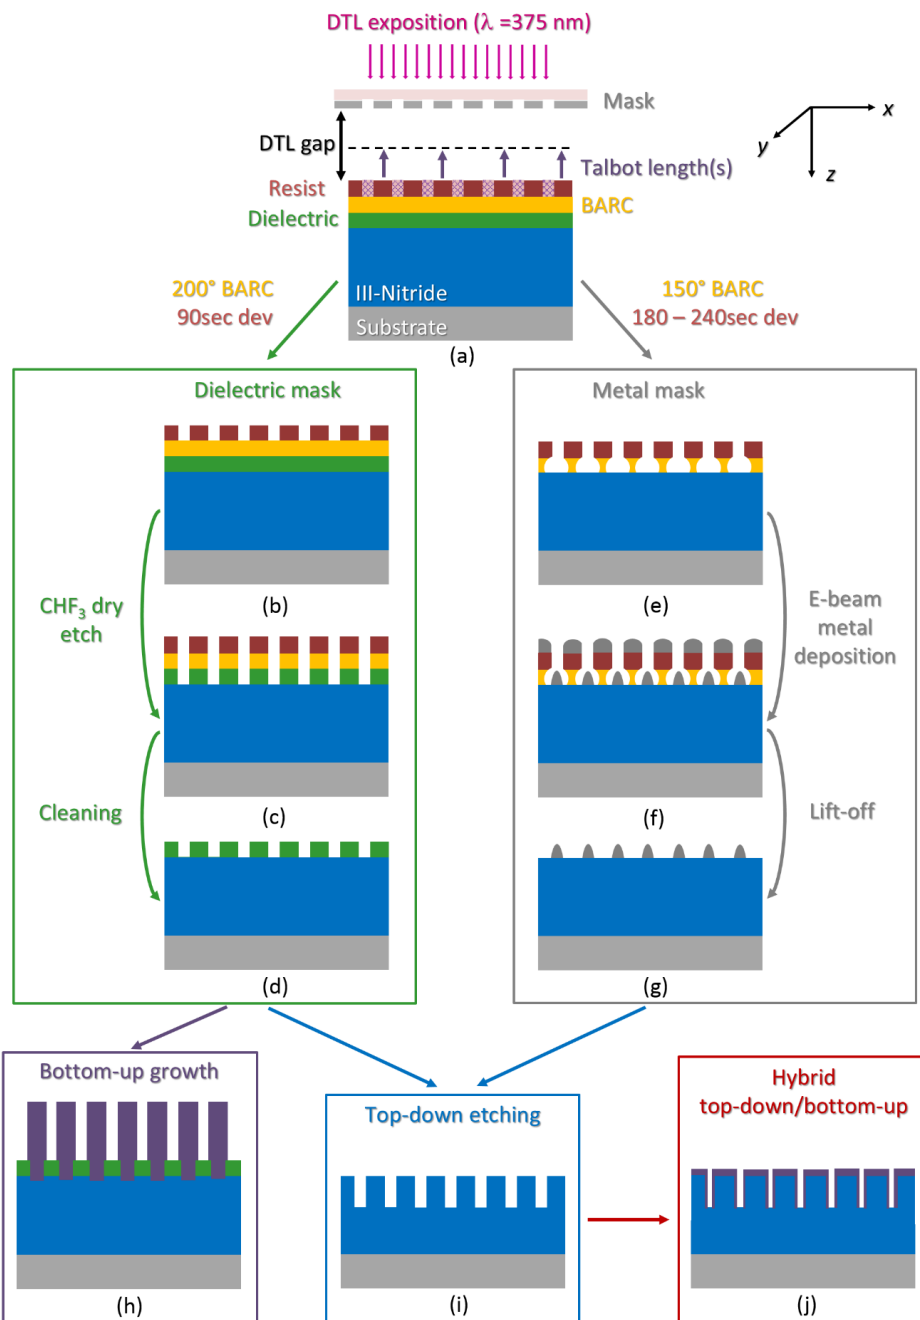 DTL exposition (λ =375 nm)
Mask
x
y
z
DTL gap
Talbot length(s)
Resist
BARC
Dielectric
III-Nitride
Substrate
(a)
200° BARC
90sec dev
150° BARC
180 – 240sec dev
Dielectric mask
(b)
CHF₃ dry
etch
(c)
Cleaning
(d)
Metal mask
(e)
E-beam
metal
deposition
(f)
Lift-off
(g)
Bottom-up growth
(h)
Top-down etching
(i)
Hybrid
top-down/bottom-up
(j)